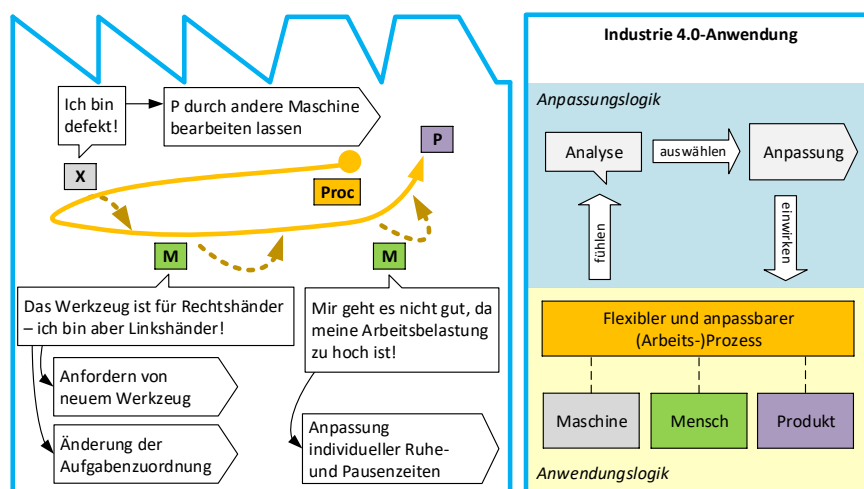 Ich bin
defekt!
P durch andere Maschine
bearbeiten lassen
X
Proc
P
M
M
Das Werkzeug ist für Rechtshänder
– ich bin aber Linkshänder!
Mir geht es nicht gut, da
meine Arbeitsbelastung
zu hoch ist!
Anfordern von
neuem Werkzeug
Änderung der
Aufgabenzuordnung
Anpassung
individueller Ruhe-
und Pausenzeiten
Industrie 4.0-Anwendung
Anpassungslogik
Analyse
auswählen
Anpassung
fühlen
einwirken
Flexibler und anpassbarer
(Arbeits-)Prozess
Maschine
Mensch
Produkt
Anwendungslogik